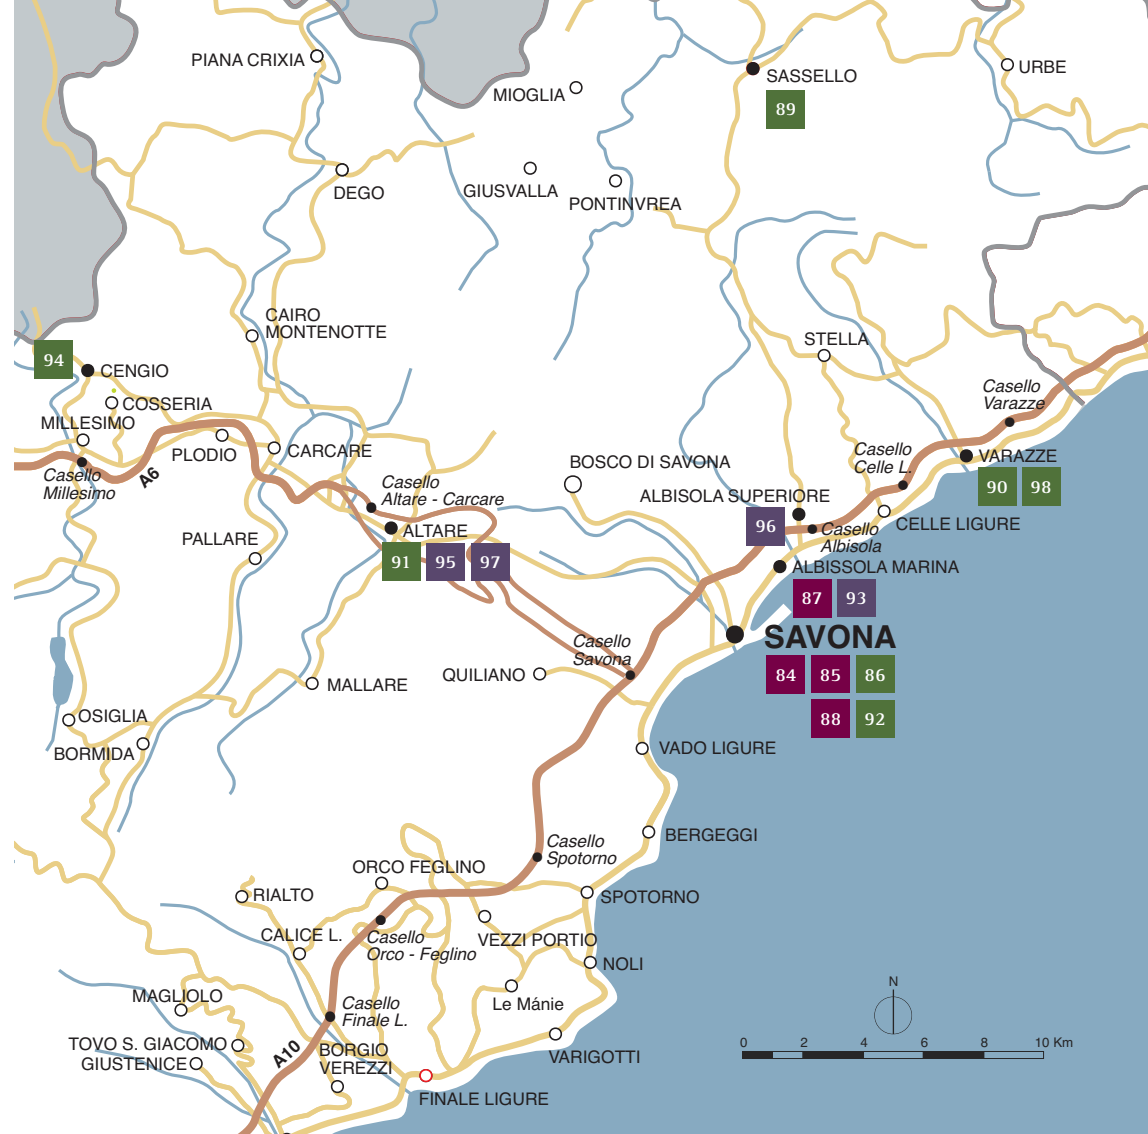 PIANA CRIXIA
URBE
SASSELLO
MIOGLIA
89
GIUSVALLA
DEGO
PONTINVREA
CAIRO
MONTENOTTE
STELLA
94
CENGIO
COSSERIA
MILLESIMO
Casello
Varazze
PLODIO
CARCARE
Casello
Celle L.
VARAZZE
BOSCO DI SAVONA
A6
Casello
Millesimo
Casello
Altare - Carcare
90
98
ALBISOLA SUPERIORE
96
CELLE LIGURE
ALTARE
Casello
Albisola
PALLARE
91
95
97
ALBISSOLA MARINA
87
93
SAVONA
Casello
Savona
QUILIANO
84
85
86
MALLARE
88
92
OSIGLIA
BORMIDA
VADO LIGURE
BERGEGGI
Casello
Spotorno
ORCO FEGLINO
RIALTO
SPOTORNO
CALICE L.
Casello
Orco - Feglino
VEZZI PORTIO
NOLI
MAGLIOLO
Casello
Finale L.
Le Mánie
N
TOVO S. GIACOMO
GIUSTENICE
A10
BORGIO
VEREZZI
VARIGOTTI
0
2
4
6
8
10 Km
FINALE LIGURE